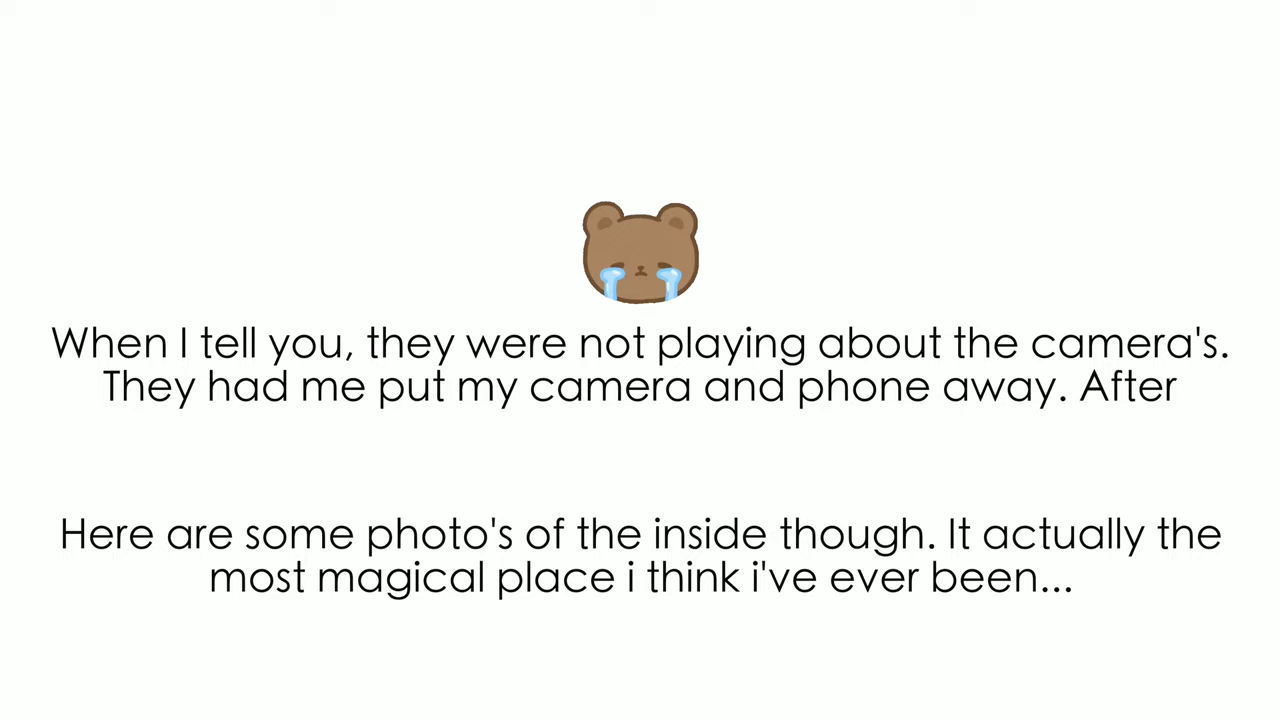 When I tell you, they were not playing about the camera's.
They had me put my camera and phone away. After
Here are some photo's of the inside though. It actually the
most magical place i think i've ever been...